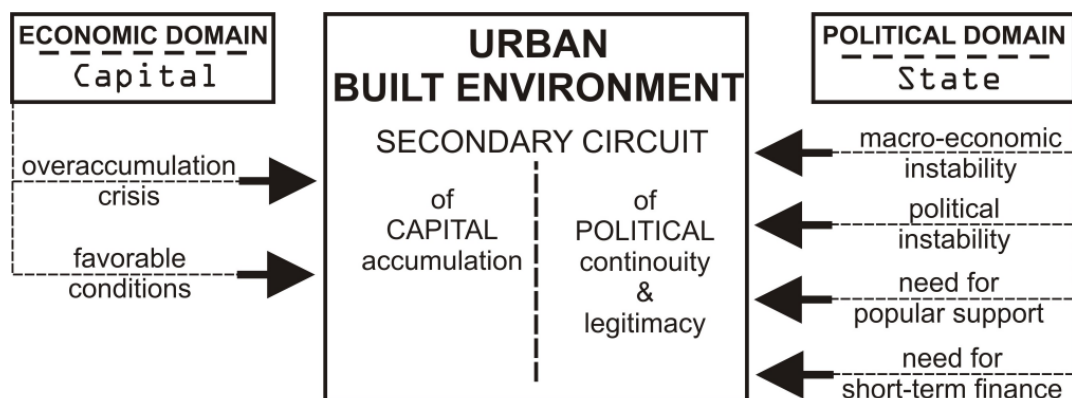 ECONOMIC DOMAIN
Capital
overaccumulation
crisis
favorable
conditions
URBAN
BUILT ENVIRONMENT
SECONDARY CIRCUIT
of
CAPITAL
accumulation
of
POLITICAL
continouity
&
legitimacy
POLITICAL DOMAIN
State
macro-economic
instability
political
instability
need for
popular support
need for
short-term finance